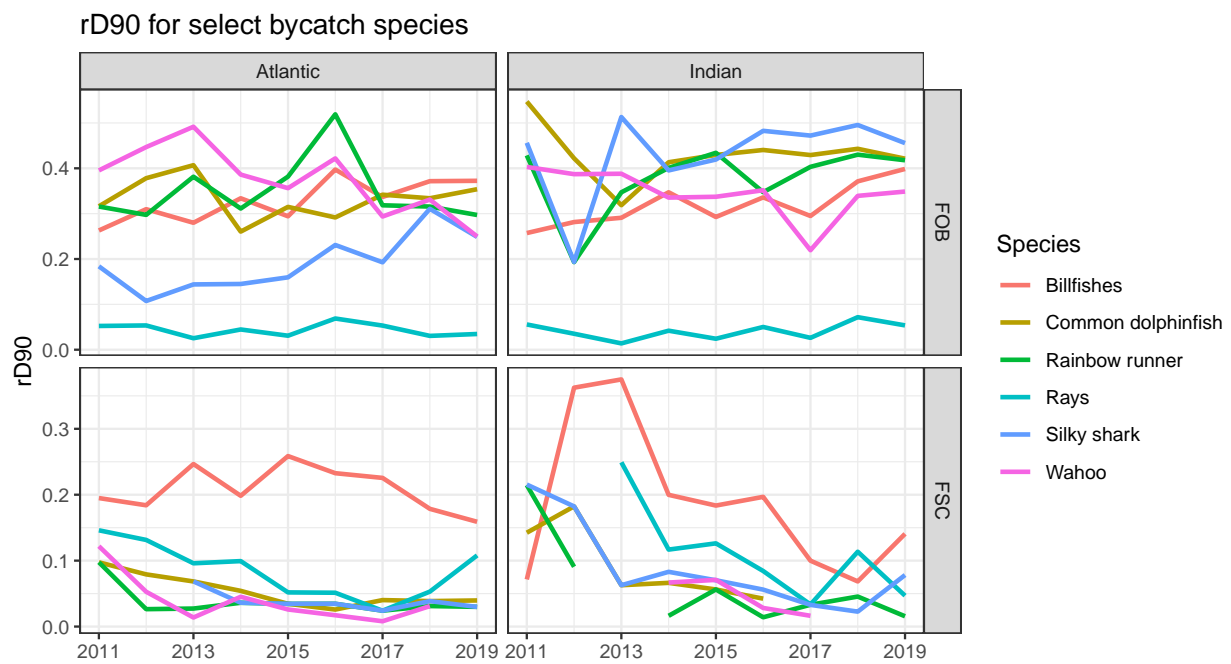 rD90 for select bycatch species
Atlantic
Indian
0.4
0.2
0.0
FOB
rD90
0.3
0.2
0.1
0.0
FSC
2011
2013
2015
2017
2019
2011
2013
2015
2017
2019
Species
Billfishes
Common dolphinfish
Rainbow runner
Rays
Silky shark
Wahoo